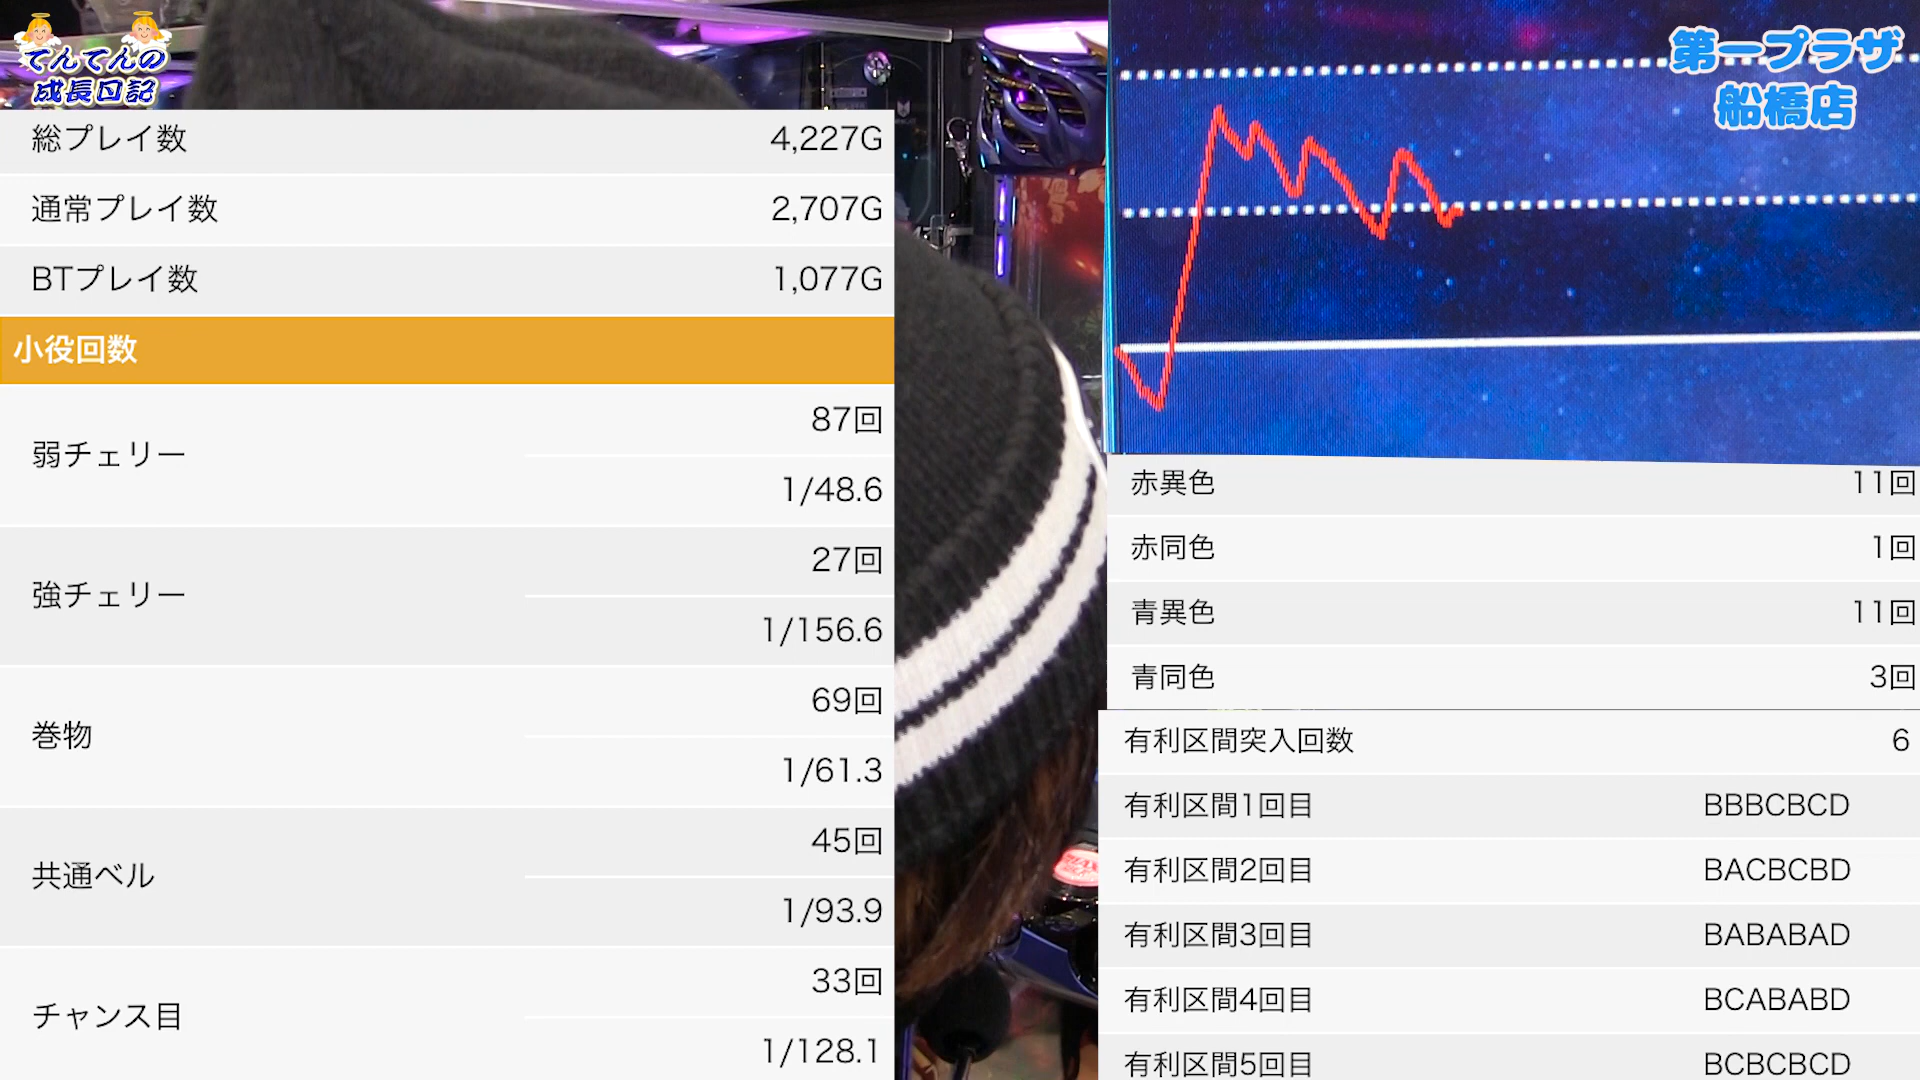 てんてんの
成長日記
総プレイ数 4,227G
通常プレイ数 2,707G
BTプレイ数 1,077G
小役回数
弱チェリー
87回
1/48.6
強チェリー
27回
1/156.6
巻物
69回
1/61.3
共通ベル
45回
1/93.9
チャンス目
33回
1/128.1
第一プラザ
船橋店
赤異色 11回
赤同色 1回
青異色 11回
青同色 3回
有利区間突入回数 6
有利区間1回目 BBBCBCD
有利区間2回目 BACBCBD
有利区間3回目 BABABAD
有利区間4回目 BCABABD
有利区間5回目 BCBCBCD